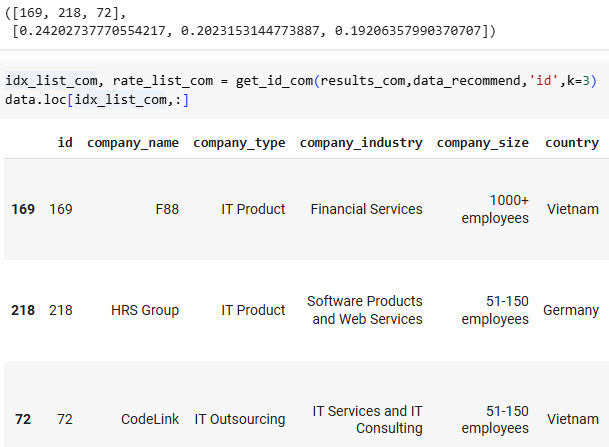 ([169, 218, 72],
[0.24202737770554217, 0.2023153144773887, 0.19206357990370707])
idx_list_com, rate_list_com = get_id_com(results_com,data_recommend,'id',k=3)
data.loc[idx_list_com,:]
id company_name company_type company_industry company_size country
169 169 F88 IT Product Financial Services 1000+ employees Vietnam
218 218 HRS Group IT Product Software Products and Web Services 51-150 employees Germany
72 72 CodeLink IT Outsourcing IT Services and IT Consulting 51-150 employees Vietnam